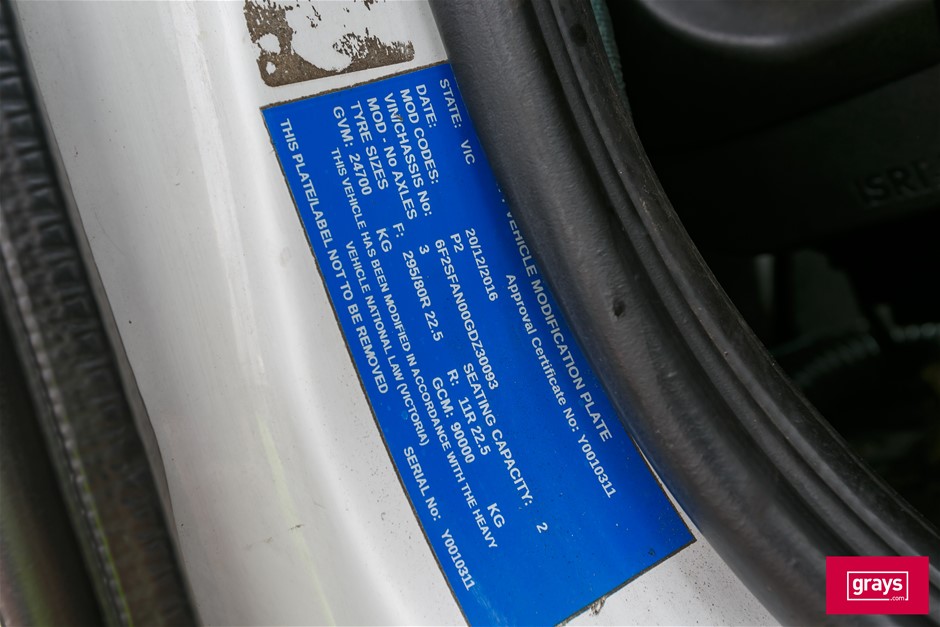 VEHICLE MODIFICATION PLATE
Approval Certificate No: Y0010311
STATE: VIC
DATE: 20/12/2016
MOD CODES: P2
VIN/CHASSIS No: 6F2SFAN00GDZ30093
MOD - No AXLES 3 SEATING CAPACITY: 2
TYRE SIZES F: 295/80R 22.5 R: 11R 22.5
GVM: 24700 KG GCM: 90000 KG
THIS VEHICLE HAS BEEN MODIFIED IN ACCORDANCE WITH THE HEAVY
VEHICLE NATIONAL LAW (VICTORIA)
THIS PLATE/LABEL NOT TO BE REMOVED SERIAL No: Y0010311
grays
.com